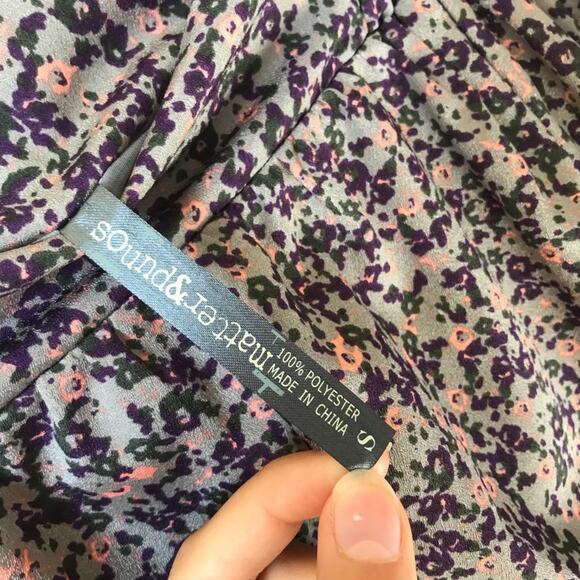 sound&matter
100% POLYESTER
MADE IN CHINA
S